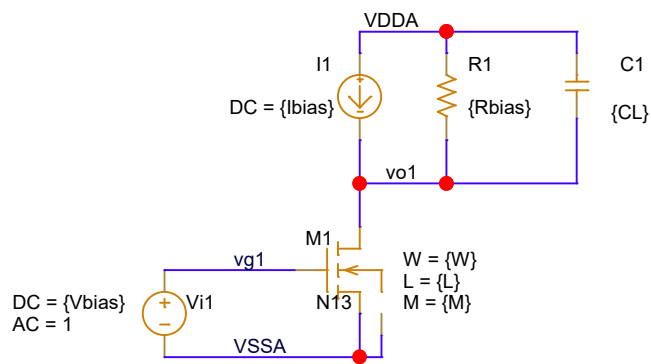 VDDA
I1
R1
C1
DC = {Ibias}
{Rbias}
{CL}
+
−
vo1
M1
vg1
W = {W}
L = {L}
M = {M}
N13
DC = {Vbias}
AC = 1
+
−
Vi1
VSSA